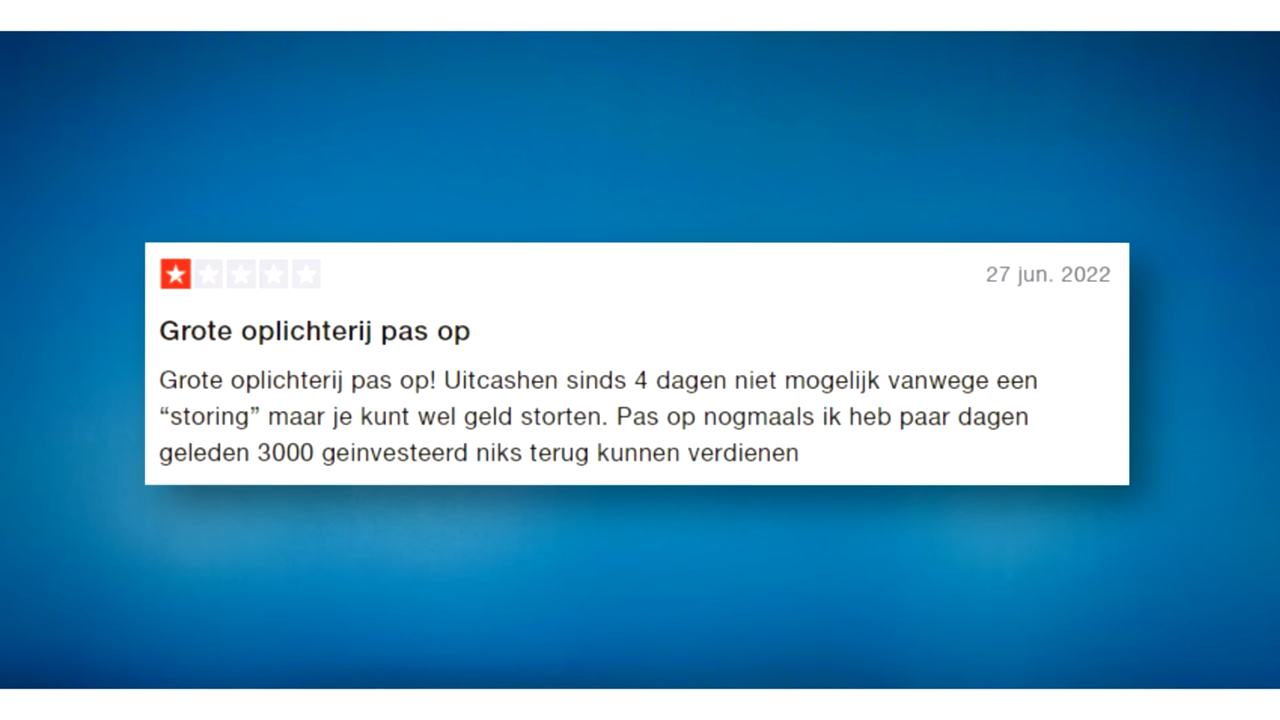 27 jun. 2022
Grote oplichterij pas op
Grote oplichterij pas op! Uitcashen sinds 4 dagen niet mogelijk vanwege een
“storing” maar je kunt wel geld storten. Pas op nogmaals ik heb paar dagen
geleden 3000 geinvesteerd niks terug kunnen verdienen